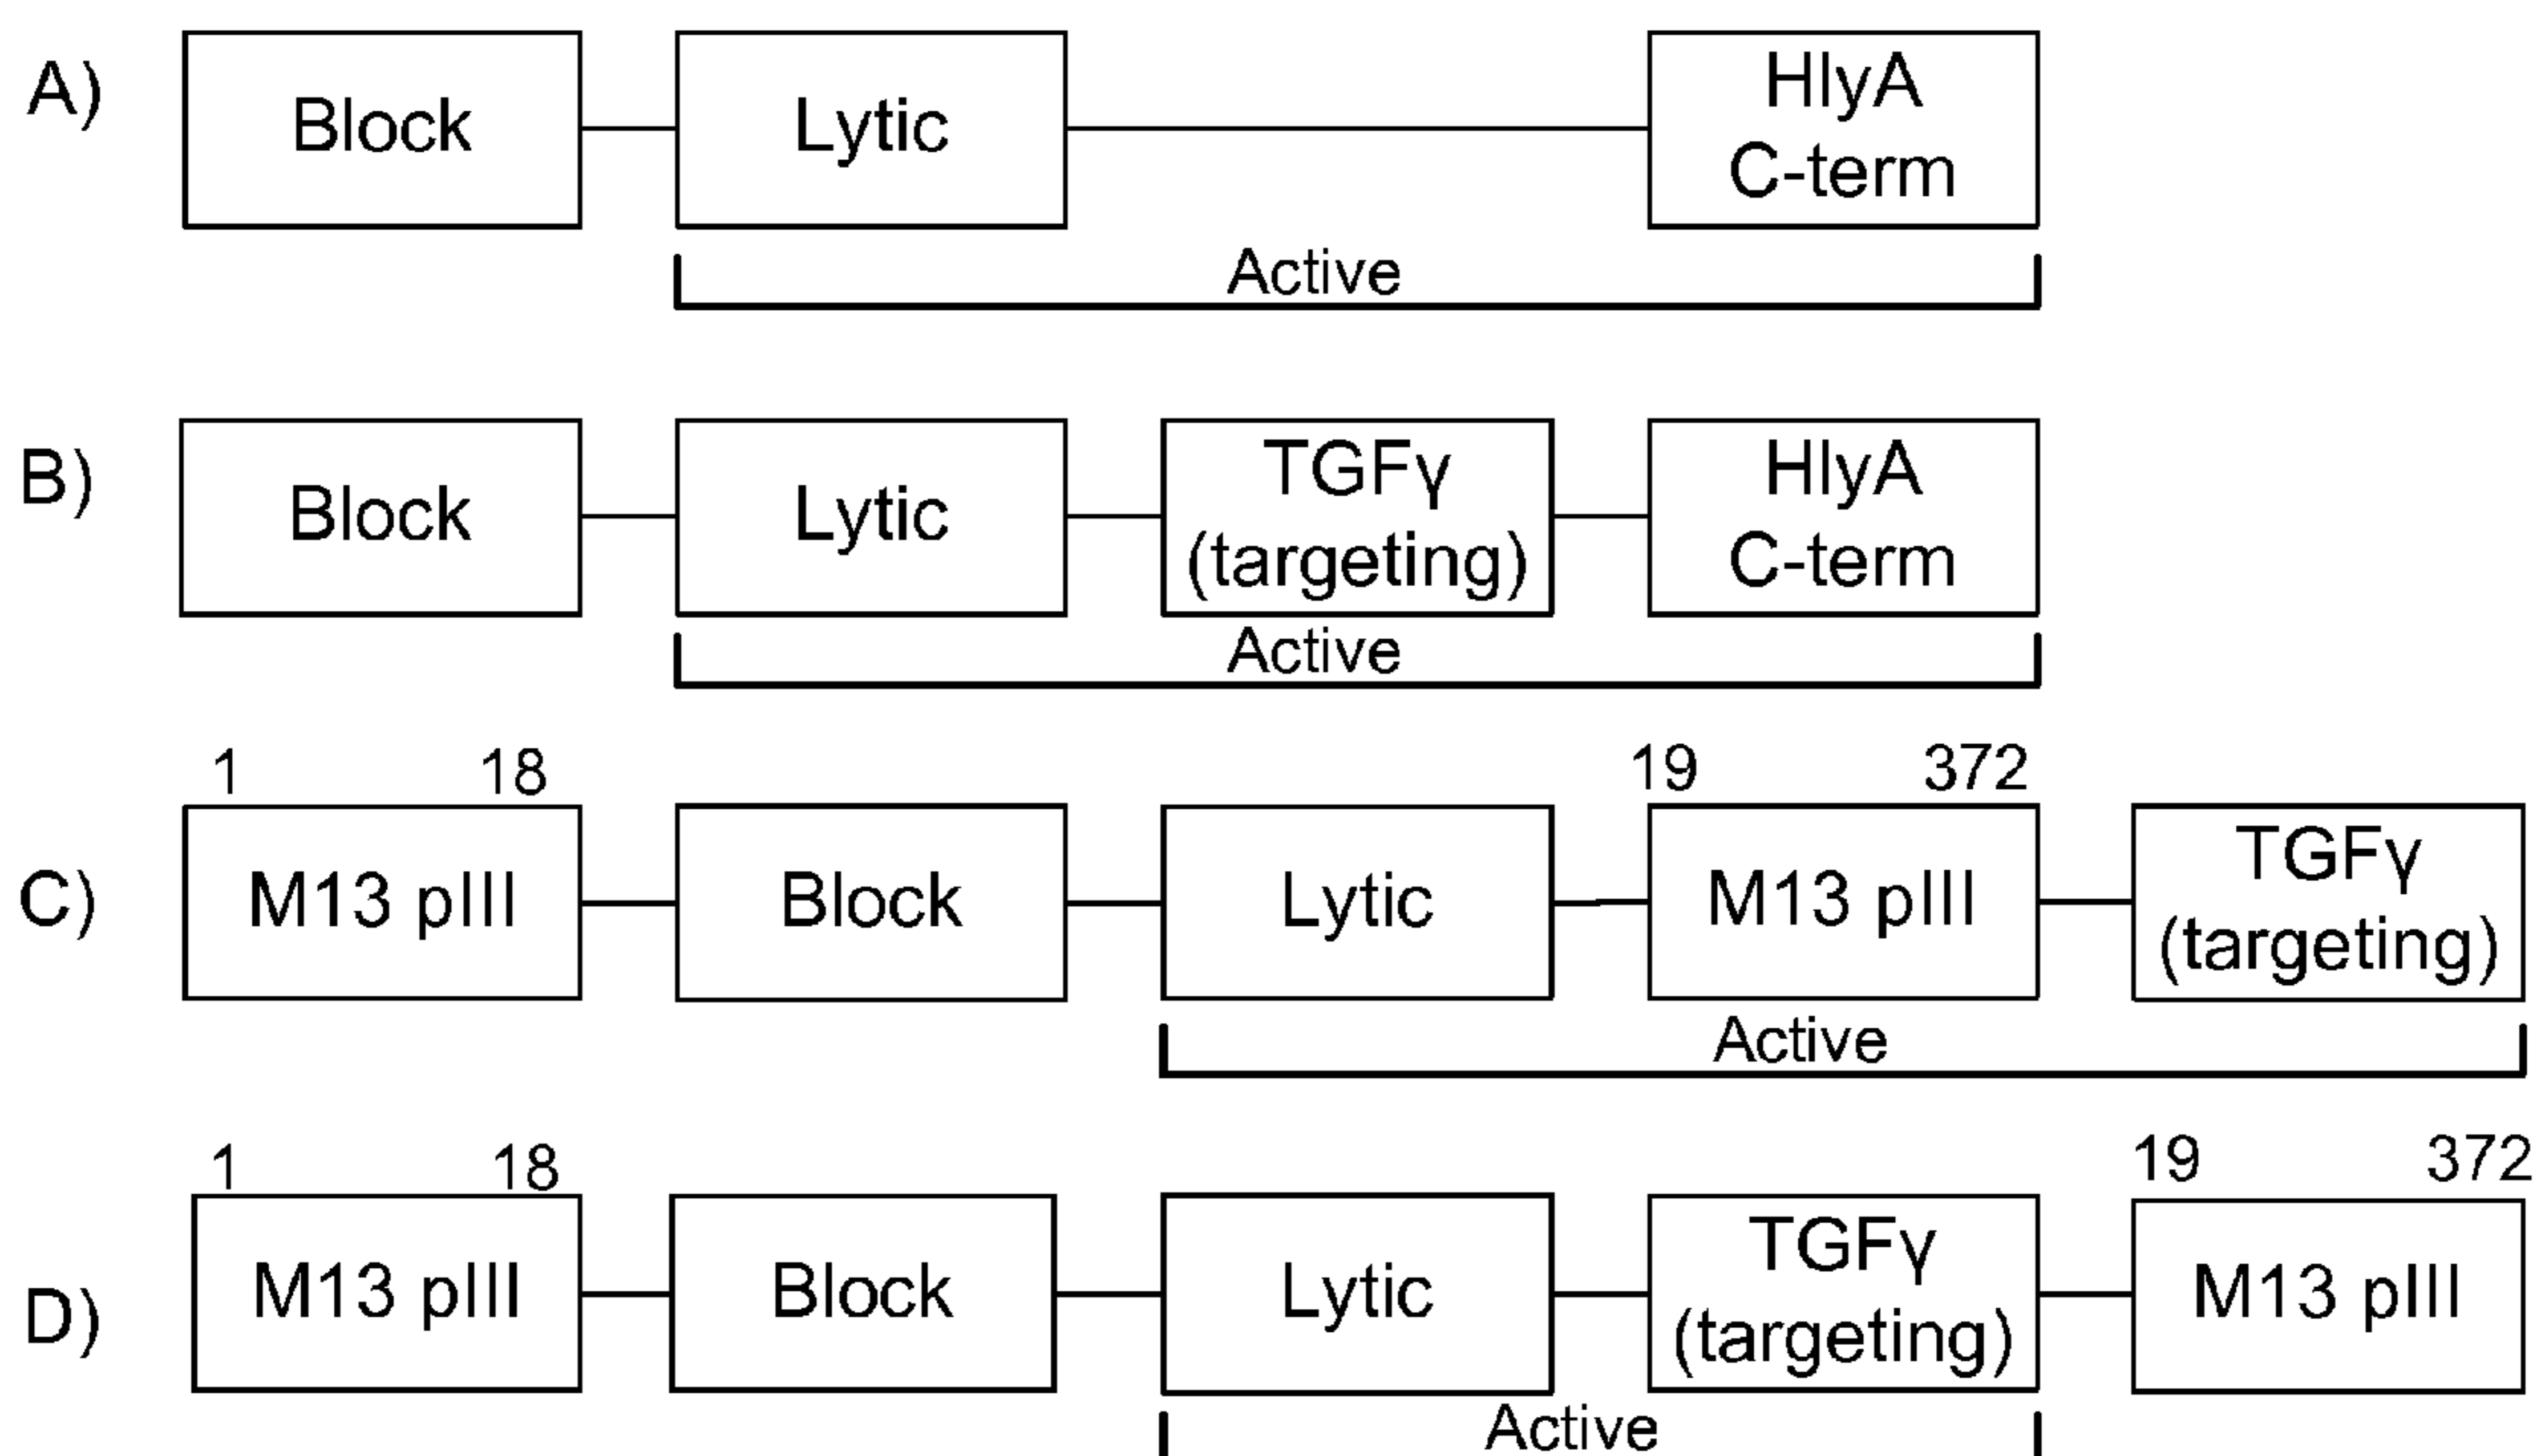 A)
Block
Lytic
HlyA
C-term
Active
B)
Block
Lytic
TGFγ
(targeting)
HlyA
C-term
Active
1 18
19 372
C)
M13 pIII
Block
Lytic
M13 pIII
TGFγ
(targeting)
Active
1 18
19 372
D)
M13 pIII
Block
Lytic
TGFγ
(targeting)
M13 pIII
Active